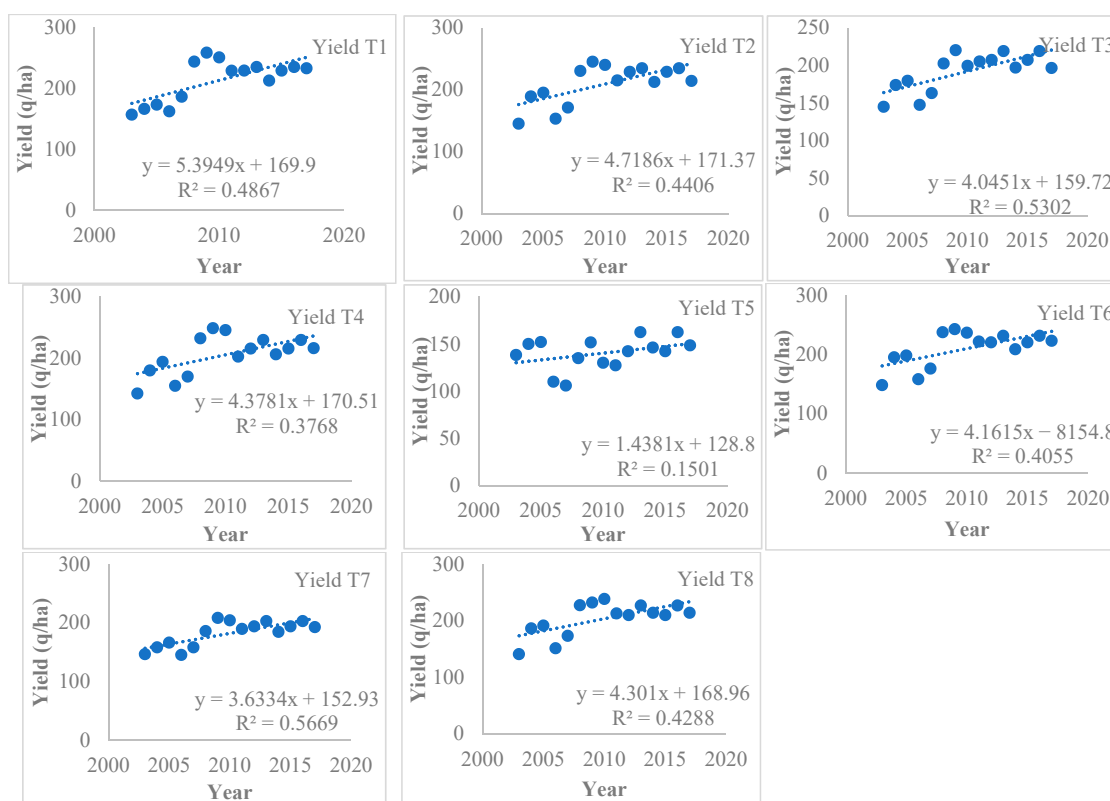 Yield T1
300
200
100
0
Yield (q/ha)
y = 5.3949x + 169.9
R² = 0.4867
2000 2010 2020
Year
Yield T2
300
200
100
0
Yield (q/ha)
y = 4.7186x + 171.37
R² = 0.4406
2000 2005 2010 2015 2020
Year
Yield T3
250
200
150
100
50
0
Yield (q/ha)
y = 4.0451x + 159.72
R² = 0.5302
2000 2005 2010 2015 2020
Year
Yield T4
300
200
100
0
Yield (q/ha)
y = 4.3781x + 170.51
R² = 0.3768
2000 2005 2010 2015 2020
Year
Yield T5
200
150
100
50
0
Yield (q/ha)
y = 1.4381x + 128.8
R² = 0.1501
2000 2005 2010 2015 2020
Year
Yield T6
300
200
100
0
Yield (q/ha)
y = 4.1615x − 8154.8
R² = 0.4055
2000 2005 2010 2015 2020
Year
Yield T7
300
200
100
0
Yield (q/ha)
y = 3.6334x + 152.93
R² = 0.5669
2000 2005 2010 2015 2020
Year
Yield T8
300
200
100
0
Yield (q/ha)
y = 4.301x + 168.96
R² = 0.4288
2000 2005 2010 2015 2020
Year